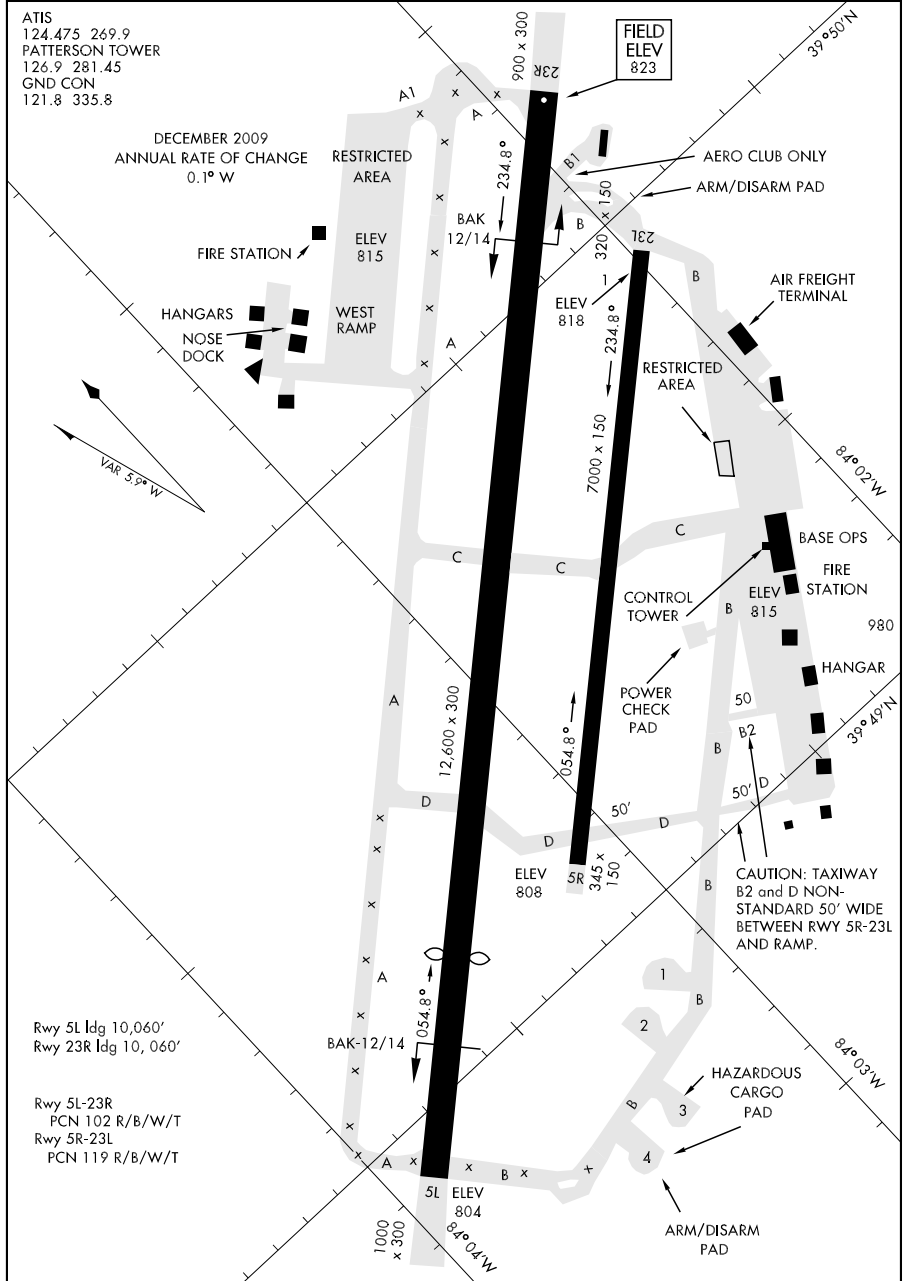 ATIS
124.475 269.9
PATTERSON TOWER
126.9 281.45
GND CON
121.8 335.8
900 x 300
23R
FIELD
ELEV
823
39°50'N
DECEMBER 2009
ANNUAL RATE OF CHANGE
0.1° W
RESTRICTED
AREA
A1
A
x x x x x x x
234.8°
B1
AERO CLUB ONLY
ARM/DISARM PAD
320 x 150
23L
B
B
BAK
12/14
FIRE STATION
ELEV
815
1
ELEV
818
AIR FREIGHT
TERMINAL
HANGARS
NOSE
DOCK
WEST
RAMP
A
234.8°
RESTRICTED
AREA
VAR 5.9° W
7000 x 150
84°02'W
C
C
C
BASE OPS
FIRE
STATION
CONTROL
TOWER
B
ELEV
815
980
HANGAR
POWER
CHECK
PAD
A
12,600 x 300
054.8°
50
B2
B
39°49'N
D
50'
50'
D
D
D
ELEV
808
5R
345 x
150
B
CAUTION: TAXIWAY
B2 and D NON-
STANDARD 50' WIDE
BETWEEN RWY 5R-23L
AND RAMP.
x x x x x x
A
054.8°
1
B
2
Rwy 5L ldg 10,060'
Rwy 23R ldg 10, 060'
BAK-12/14
84°03'W
HAZARDOUS
CARGO
PAD
B
3
4
Rwy 5L-23R
PCN 102 R/B/W/T
Rwy 5R-23L
PCN 119 R/B/W/T
x A x x B x x
5L
ELEV
804
ARM/DISARM
PAD
1000
x 300
84°04'W